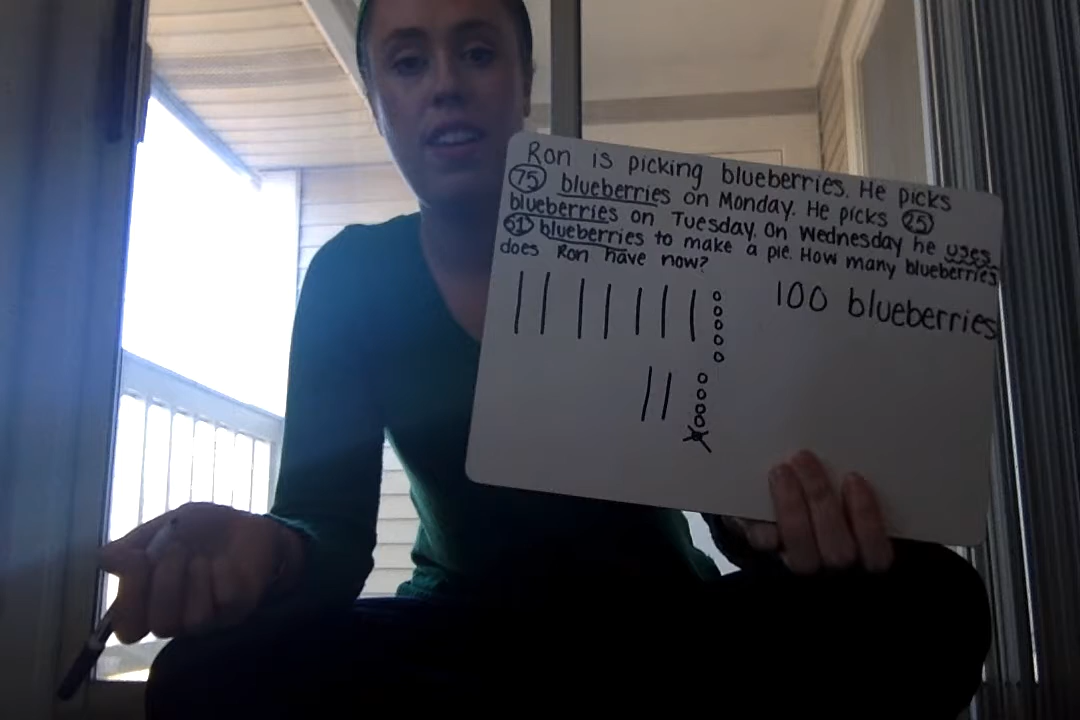 Ron is picking blueberries. He picks
75 blueberries on Monday. He picks 25
blueberries on Tuesday. On Wednesday he uses
51 blueberries to make a pie. How many blueberries
does Ron have now?
100 blueberries